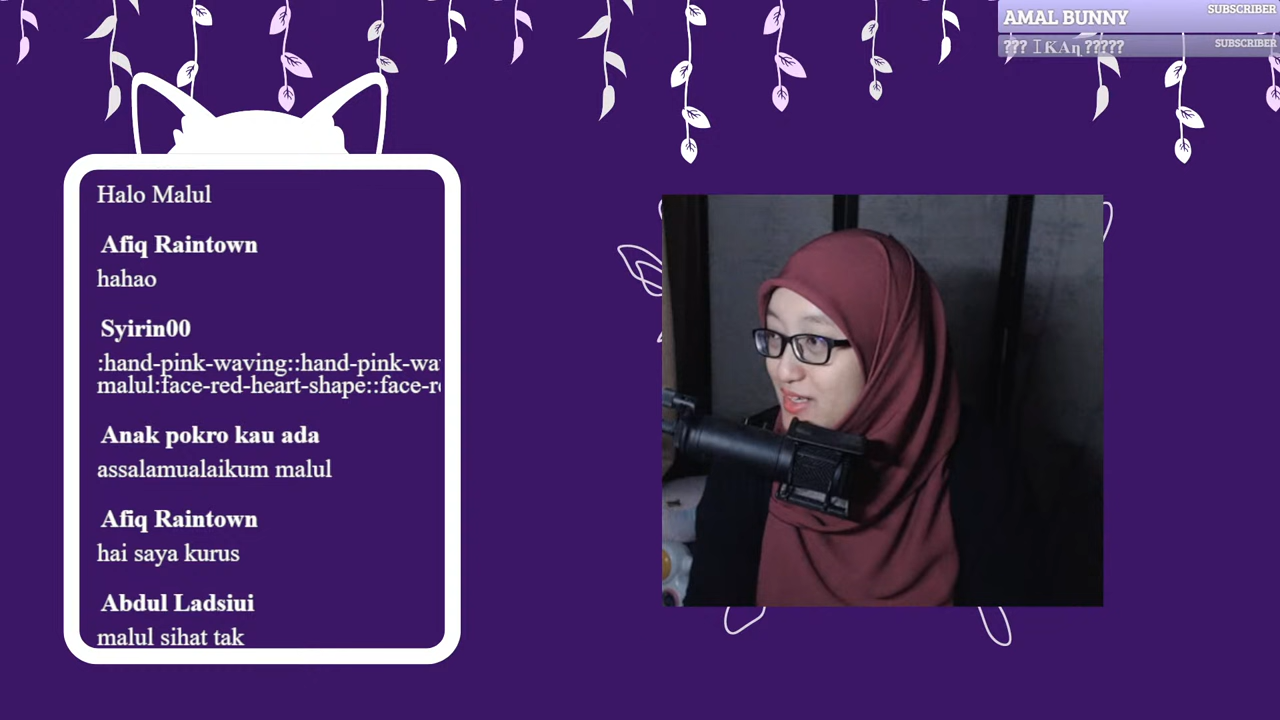 AMAL BUNNY
SUBSCRIBER
SUBSCRIBER
Halo Malul
Afiq Raintown
hahao
Syirin00
:hand-pink-waving::hand-pink-wa
malul:face-red-heart-shape::face-r
Anak pokro kau ada
assalamualaikum malul
Afiq Raintown
hai saya kurus
Abdul Ladsiui
malul sihat tak